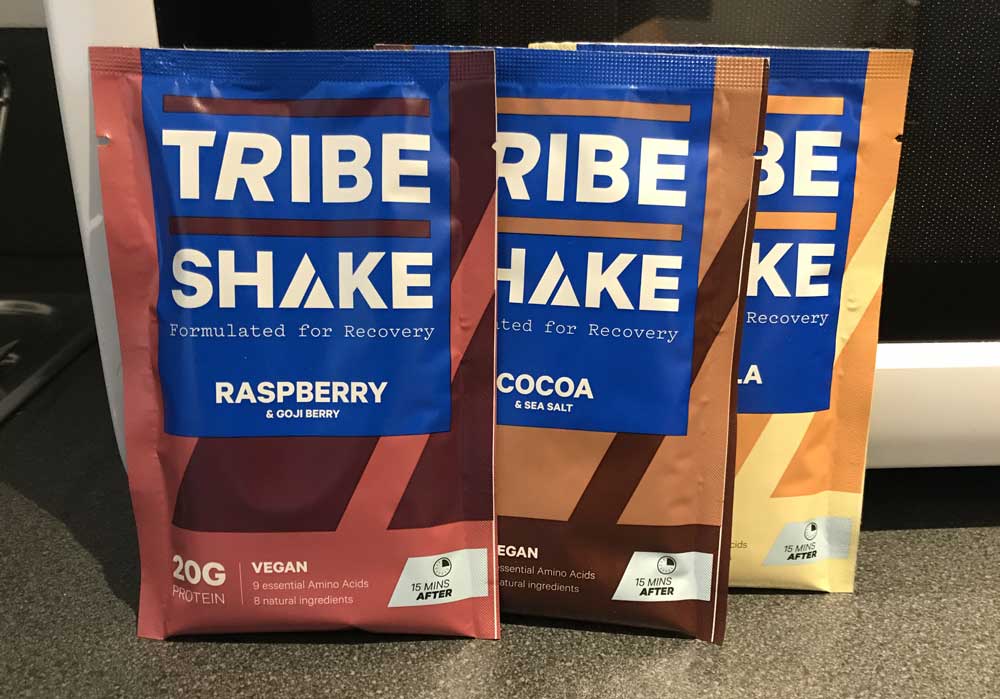 TRIBE
SHAKE
Formulated for Recovery
RASPBERRY
& GOJI BERRY
20G
PROTEIN
VEGAN
9 essential Amino Acids
8 natural ingredients
15 MINS
AFTER
RIBE
HAKE
ted for Recovery
COCOA
& SEA SALT
EGAN
essential Amino Acids
natural ingredients
15 MINS
AFTER
BE
KE
Recovery
LA
cids
15 MINS
AFTER